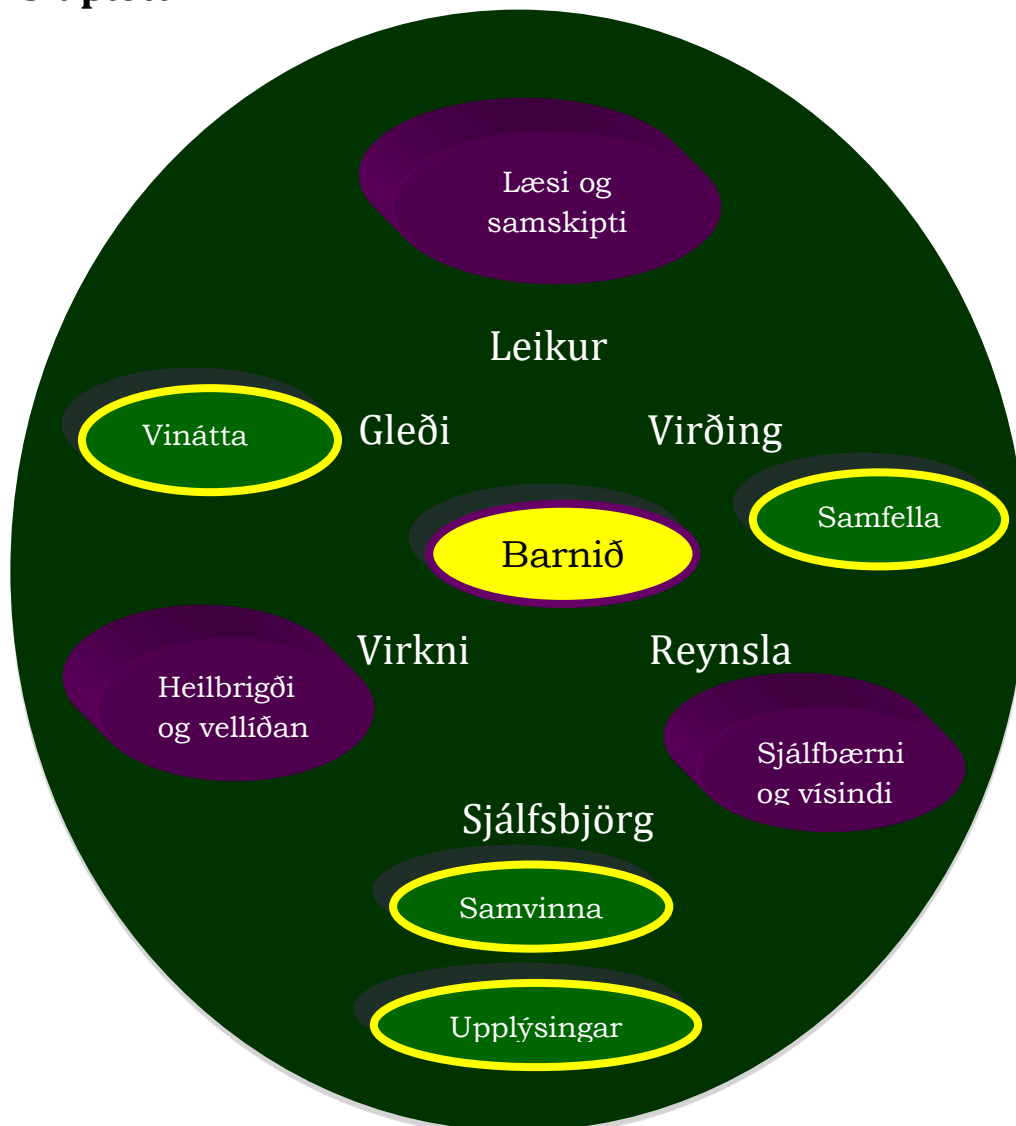 Læsi og
samskipti
Leikur
Vinátta
Gleði
Virðing
Samfella
Barnið
Virkni
Reynsla
Heilbrigði
og vellíðan
Sjálfbærni
og vísindi
Sjálfsbjörg
Samvinna
Upplýsingar